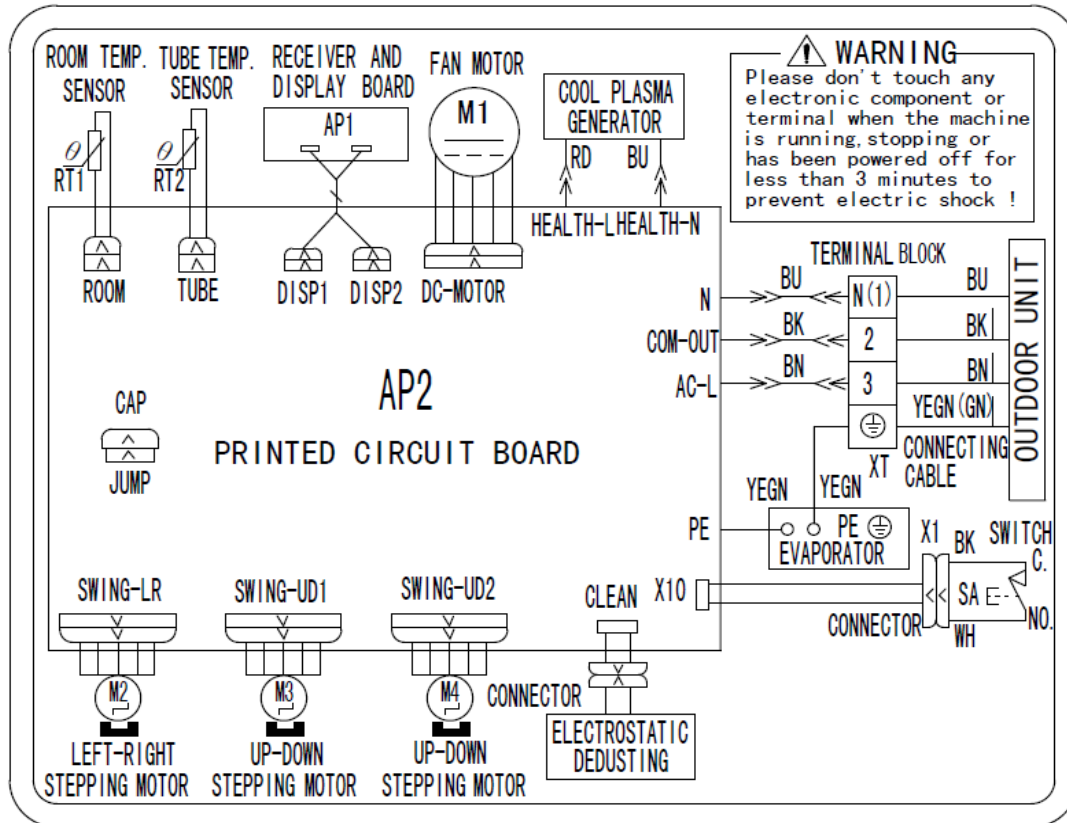 ROOM TEMP.
SENSOR
TUBE TEMP.
SENSOR
RECEIVER AND
DISPLAY BOARD
FAN MOTOR
WARNING
Please don't touch any
electronic component or
terminal when the machine
is running,stopping or
has been powered off for
less than 3 minutes to
prevent electric shock !
COOL PLASMA
GENERATOR
AP1
M1
θ
RT1
θ
RT2
RD
BU
HEALTH-L
HEALTH-N
ROOM
TUBE
DISP1
DISP2
DC-MOTOR
TERMINAL BLOCK
N
BU
N(1)
BU
COM-OUT
BK
2
BK
AC-L
BN
3
BN
YEGN(GN)
OUTDOOR UNIT
XT
CONNECTING
CABLE
CAP
JUMP
AP2
PRINTED CIRCUIT BOARD
YEGN
YEGN
PE
PE
EVAPORATOR
X1
BK
SWITCH
C.
SA
NO.
WH
CONNECTOR
X10
CLEAN
SWING-LR
SWING-UD1
SWING-UD2
M2
M3
M4
CONNECTOR
LEFT-RIGHT
STEPPING MOTOR
UP-DOWN
STEPPING MOTOR
UP-DOWN
STEPPING MOTOR
ELECTROSTATIC
DEDUSTING